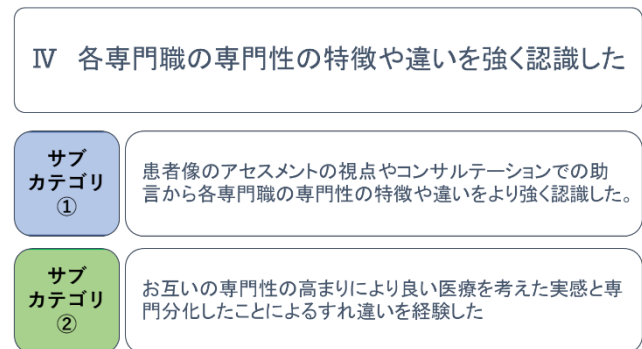 Ⅳ 各専門職の専門性の特徴や違いを強く認識した
サブ
カテゴリ
①
患者像のアセスメントの視点やコンサルテーションでの助
言から各専門職の専門性の特徴や違いをより強く認識した。
サブ
カテゴリ
②
お互いの専門性の高まりにより良い医療を考えた実感と専
門分化したことによるすれ違いを経験した